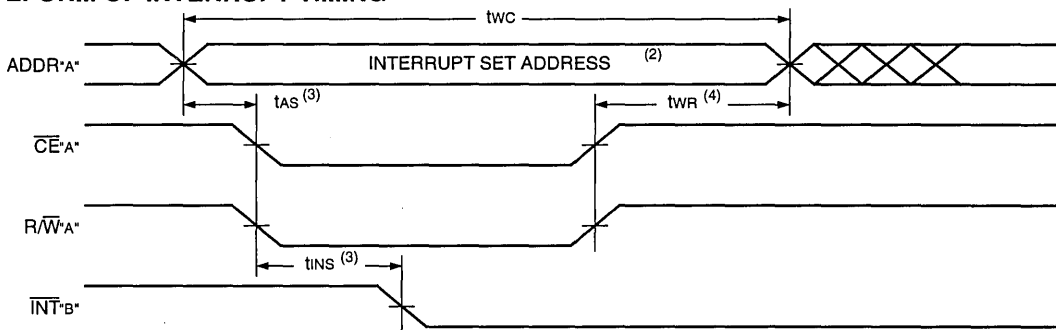 twc
ADDR"A"
INTERRUPT SET ADDRESS (2)
tAS (3)
tWR (4)
CE"A"
R/W"A"
tINS (3)
INT"B"